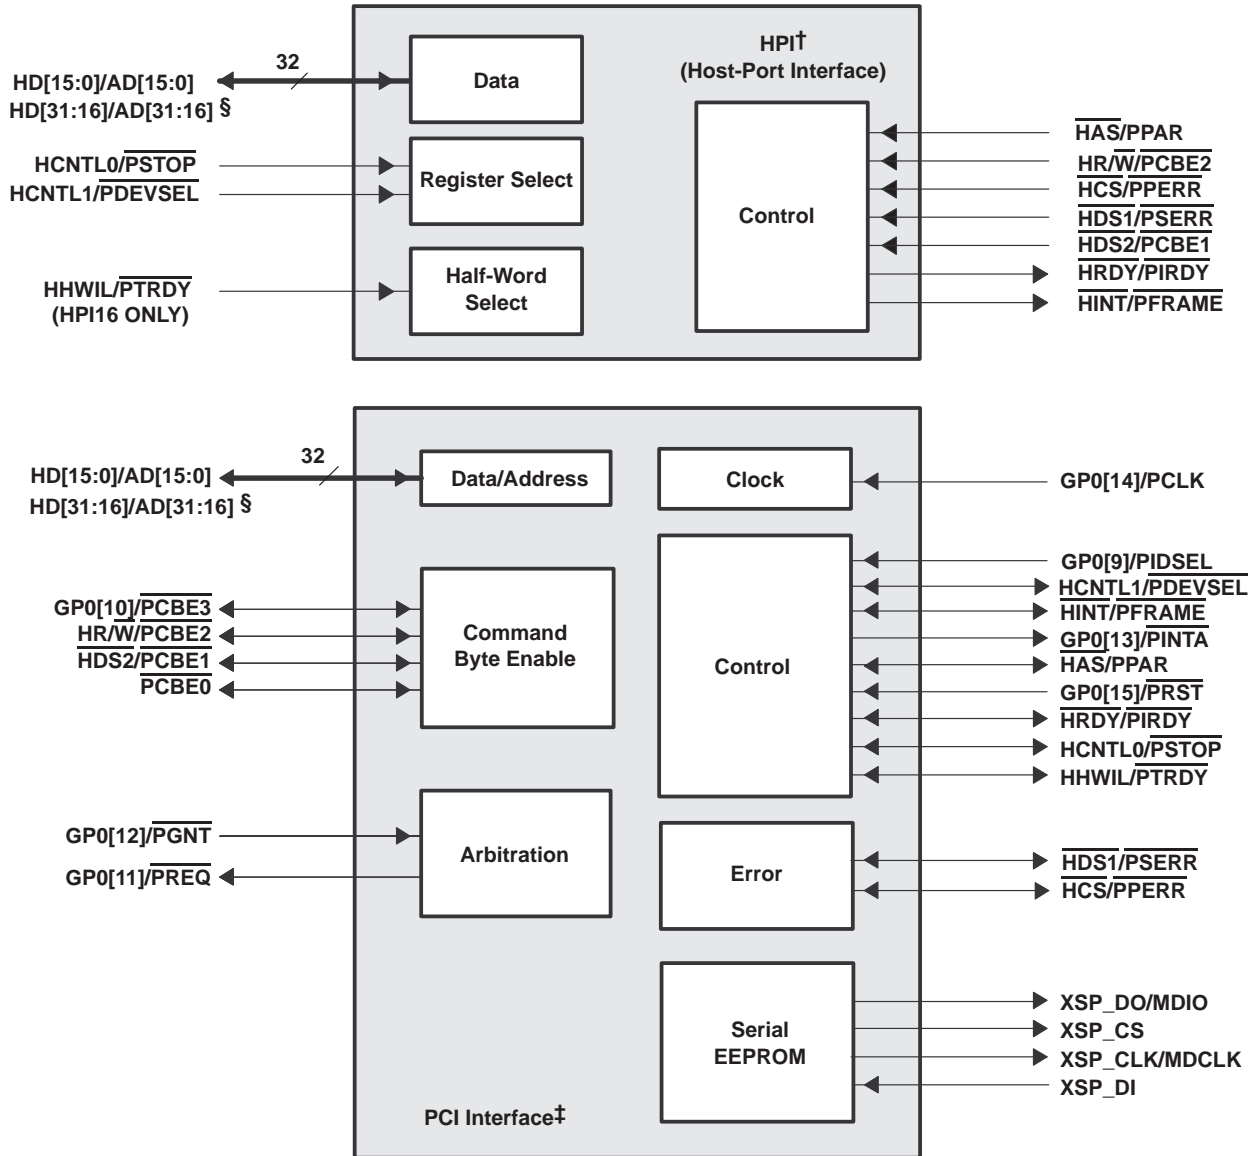 HPI†
(Host-Port Interface)
32
HD[15:0]/AD[15:0]
HD[31:16]/AD[31:16] §
Data
HCNTL0/PSTOP
HCNTL1/PDEVSEL
Register Select
HHWIL/PTRDY
(HPI16 ONLY)
Half-Word
Select
Control
HAS/PPAR
HR/W/PCBE2
HCS/PPERR
HDS1/PSERR
HDS2/PCBE1
HRDY/PIRDY
HINT/PFRAME
32
HD[15:0]/AD[15:0]
HD[31:16]/AD[31:16] §
Data/Address
Clock
GP0[14]/PCLK
GP0[10]/PCBE3
HR/W/PCBE2
HDS2/PCBE1
PCBE0
Command
Byte Enable
Control
GP0[9]/PIDSEL
HCNTL1/PDEVSEL
HINT/PFRAME
GP0[13]/PINTA
HAS/PPAR
GP0[15]/PRST
HRDY/PIRDY
HCNTL0/PSTOP
HHWIL/PTRDY
GP0[12]/PGNT
GP0[11]/PREQ
Arbitration
Error
HDS1/PSERR
HCS/PPERR
Serial
EEPROM
XSP_DO/MDIO
XSP_CS
XSP_CLK/MDCLK
XSP_DI
PCI Interface‡